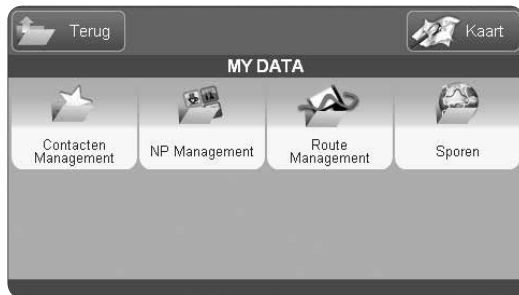 Terug
Kaart
MY DATA
Contacten
Management
NP Management
Route
Management
Sporen